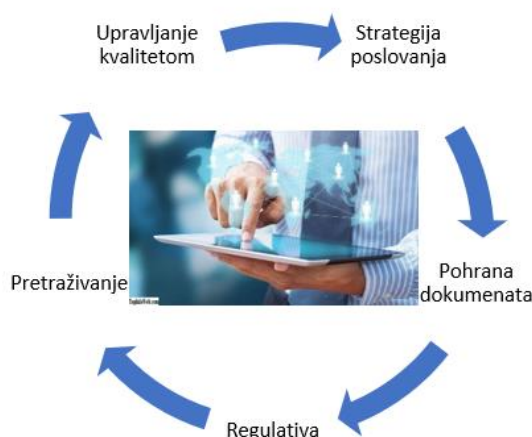 Upravljanje
kvalitetom
Strategija
poslovanja
Pohrana
dokumenata
Regulativa
Pretraživanje